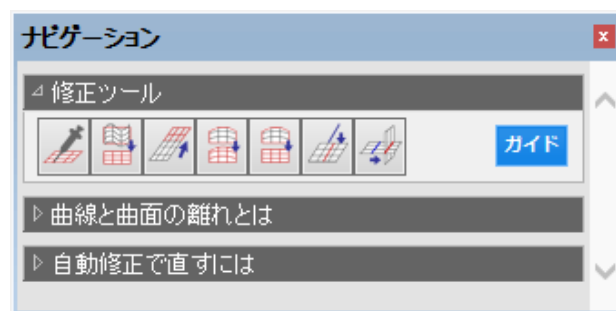 ナビゲーション
修正ツール
ガイド
曲線と曲面の離れとは
自動修正で直すには